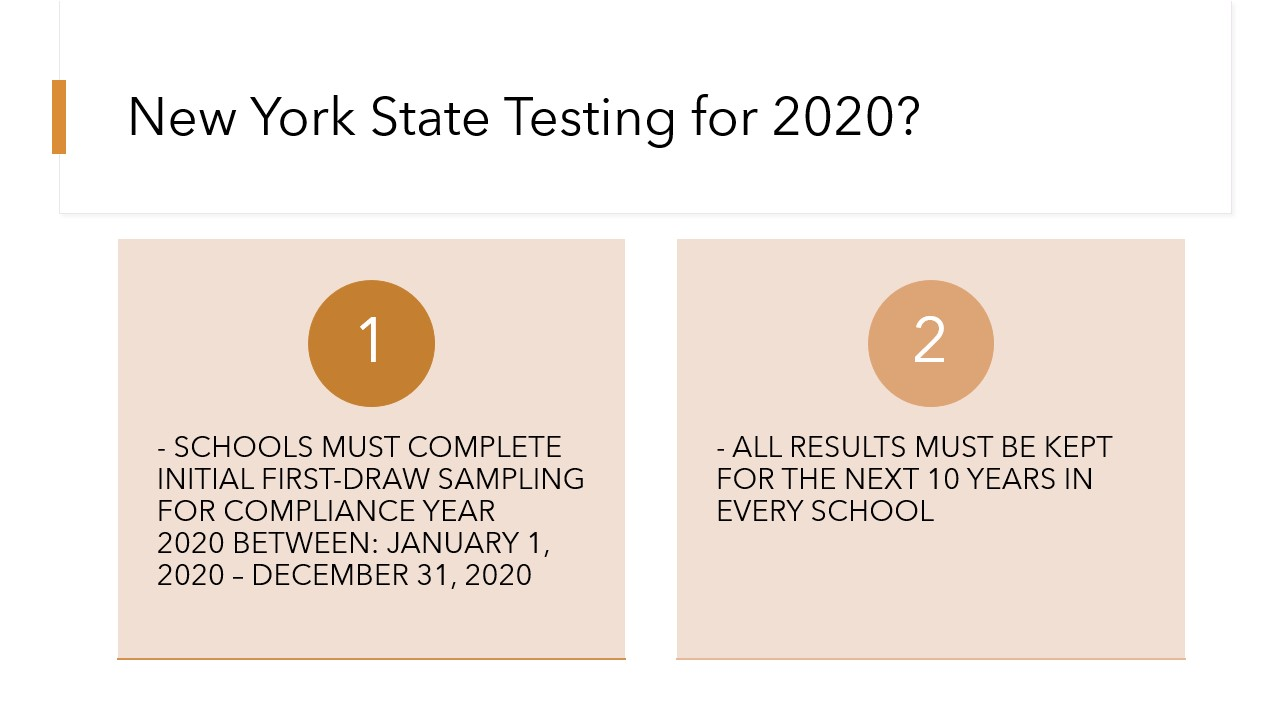 New York State Testing for 2020?
1
- SCHOOLS MUST COMPLETE
INITIAL FIRST-DRAW SAMPLING
FOR COMPLIANCE YEAR
2020 BETWEEN: JANUARY 1,
2020 – DECEMBER 31, 2020
2
- ALL RESULTS MUST BE KEPT
FOR THE NEXT 10 YEARS IN
EVERY SCHOOL